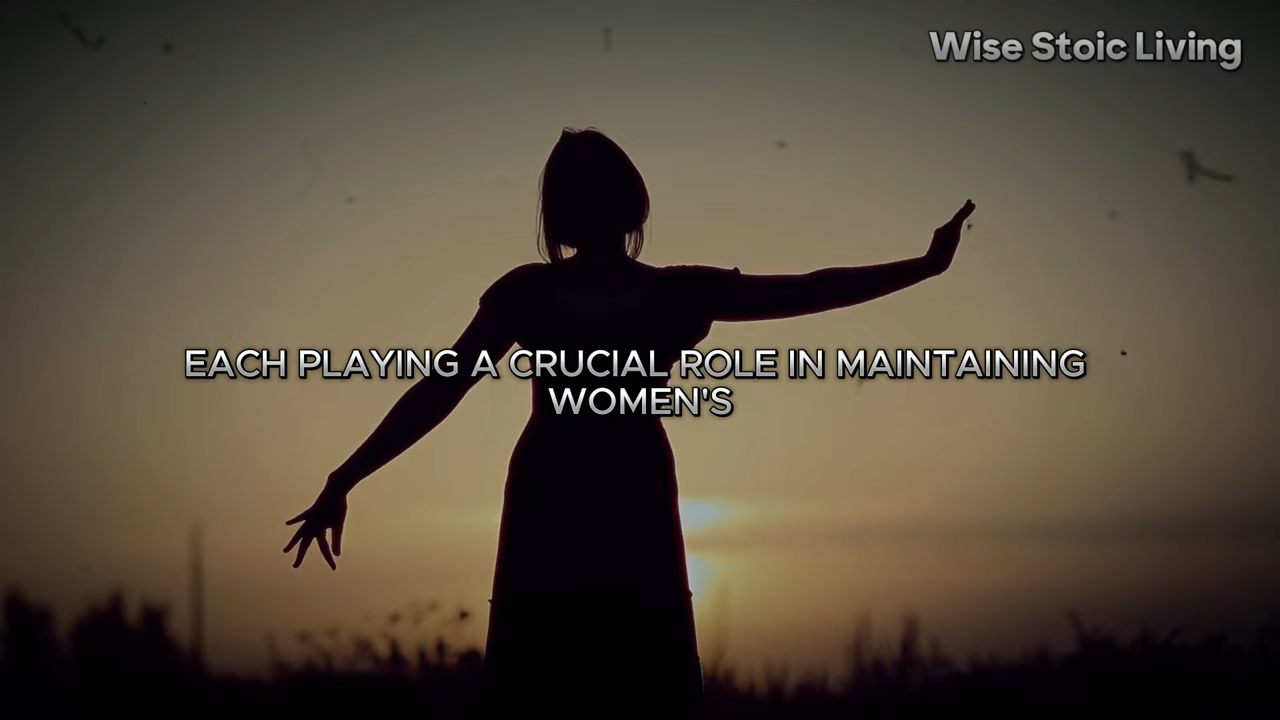 Wise Stoic Living
EACH PLAYING A CRUCIAL ROLE IN MAINTAINING
WOMEN'S